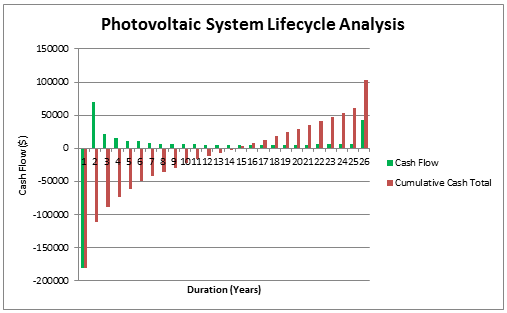 Photovoltaic System Lifecycle Analysis
150000
100000
50000
0
-50000
-100000
-150000
-200000
Cash Flow ($)
1 2 3 4 5 6 7 8 9 10 11 12 13 14 15 16 17 18 19 20 21 22 23 24 25 26
Duration (Years)
Cash Flow
Cumulative Cash Total